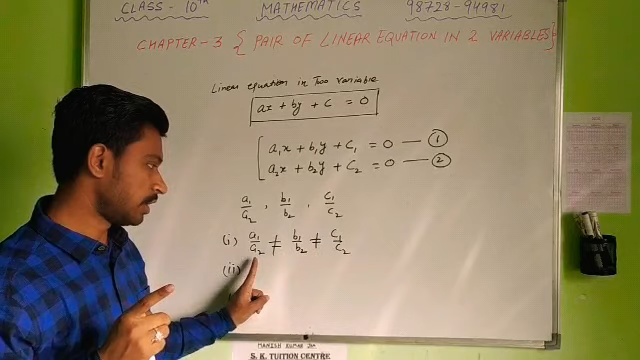 CLASS - 10th MATHEMATICS 98728-94981
CHAPTER-3 { PAIR OF LINEAR EQUATION IN 2 VARIABLES }
Linear equation in Two variable
ax + by + c = 0
a₁x + b₁y + c₁ = 0 — ①
a₂x + b₂y + c₂ = 0 — ②
a₁/a₂ , b₁/b₂ , c₁/c₂
(i) a₁/a₂ ≠ b₁/b₂ ≠ c₁/c₂
(ii)
MANISH KUMAR
S. K. TUITION CENTRE